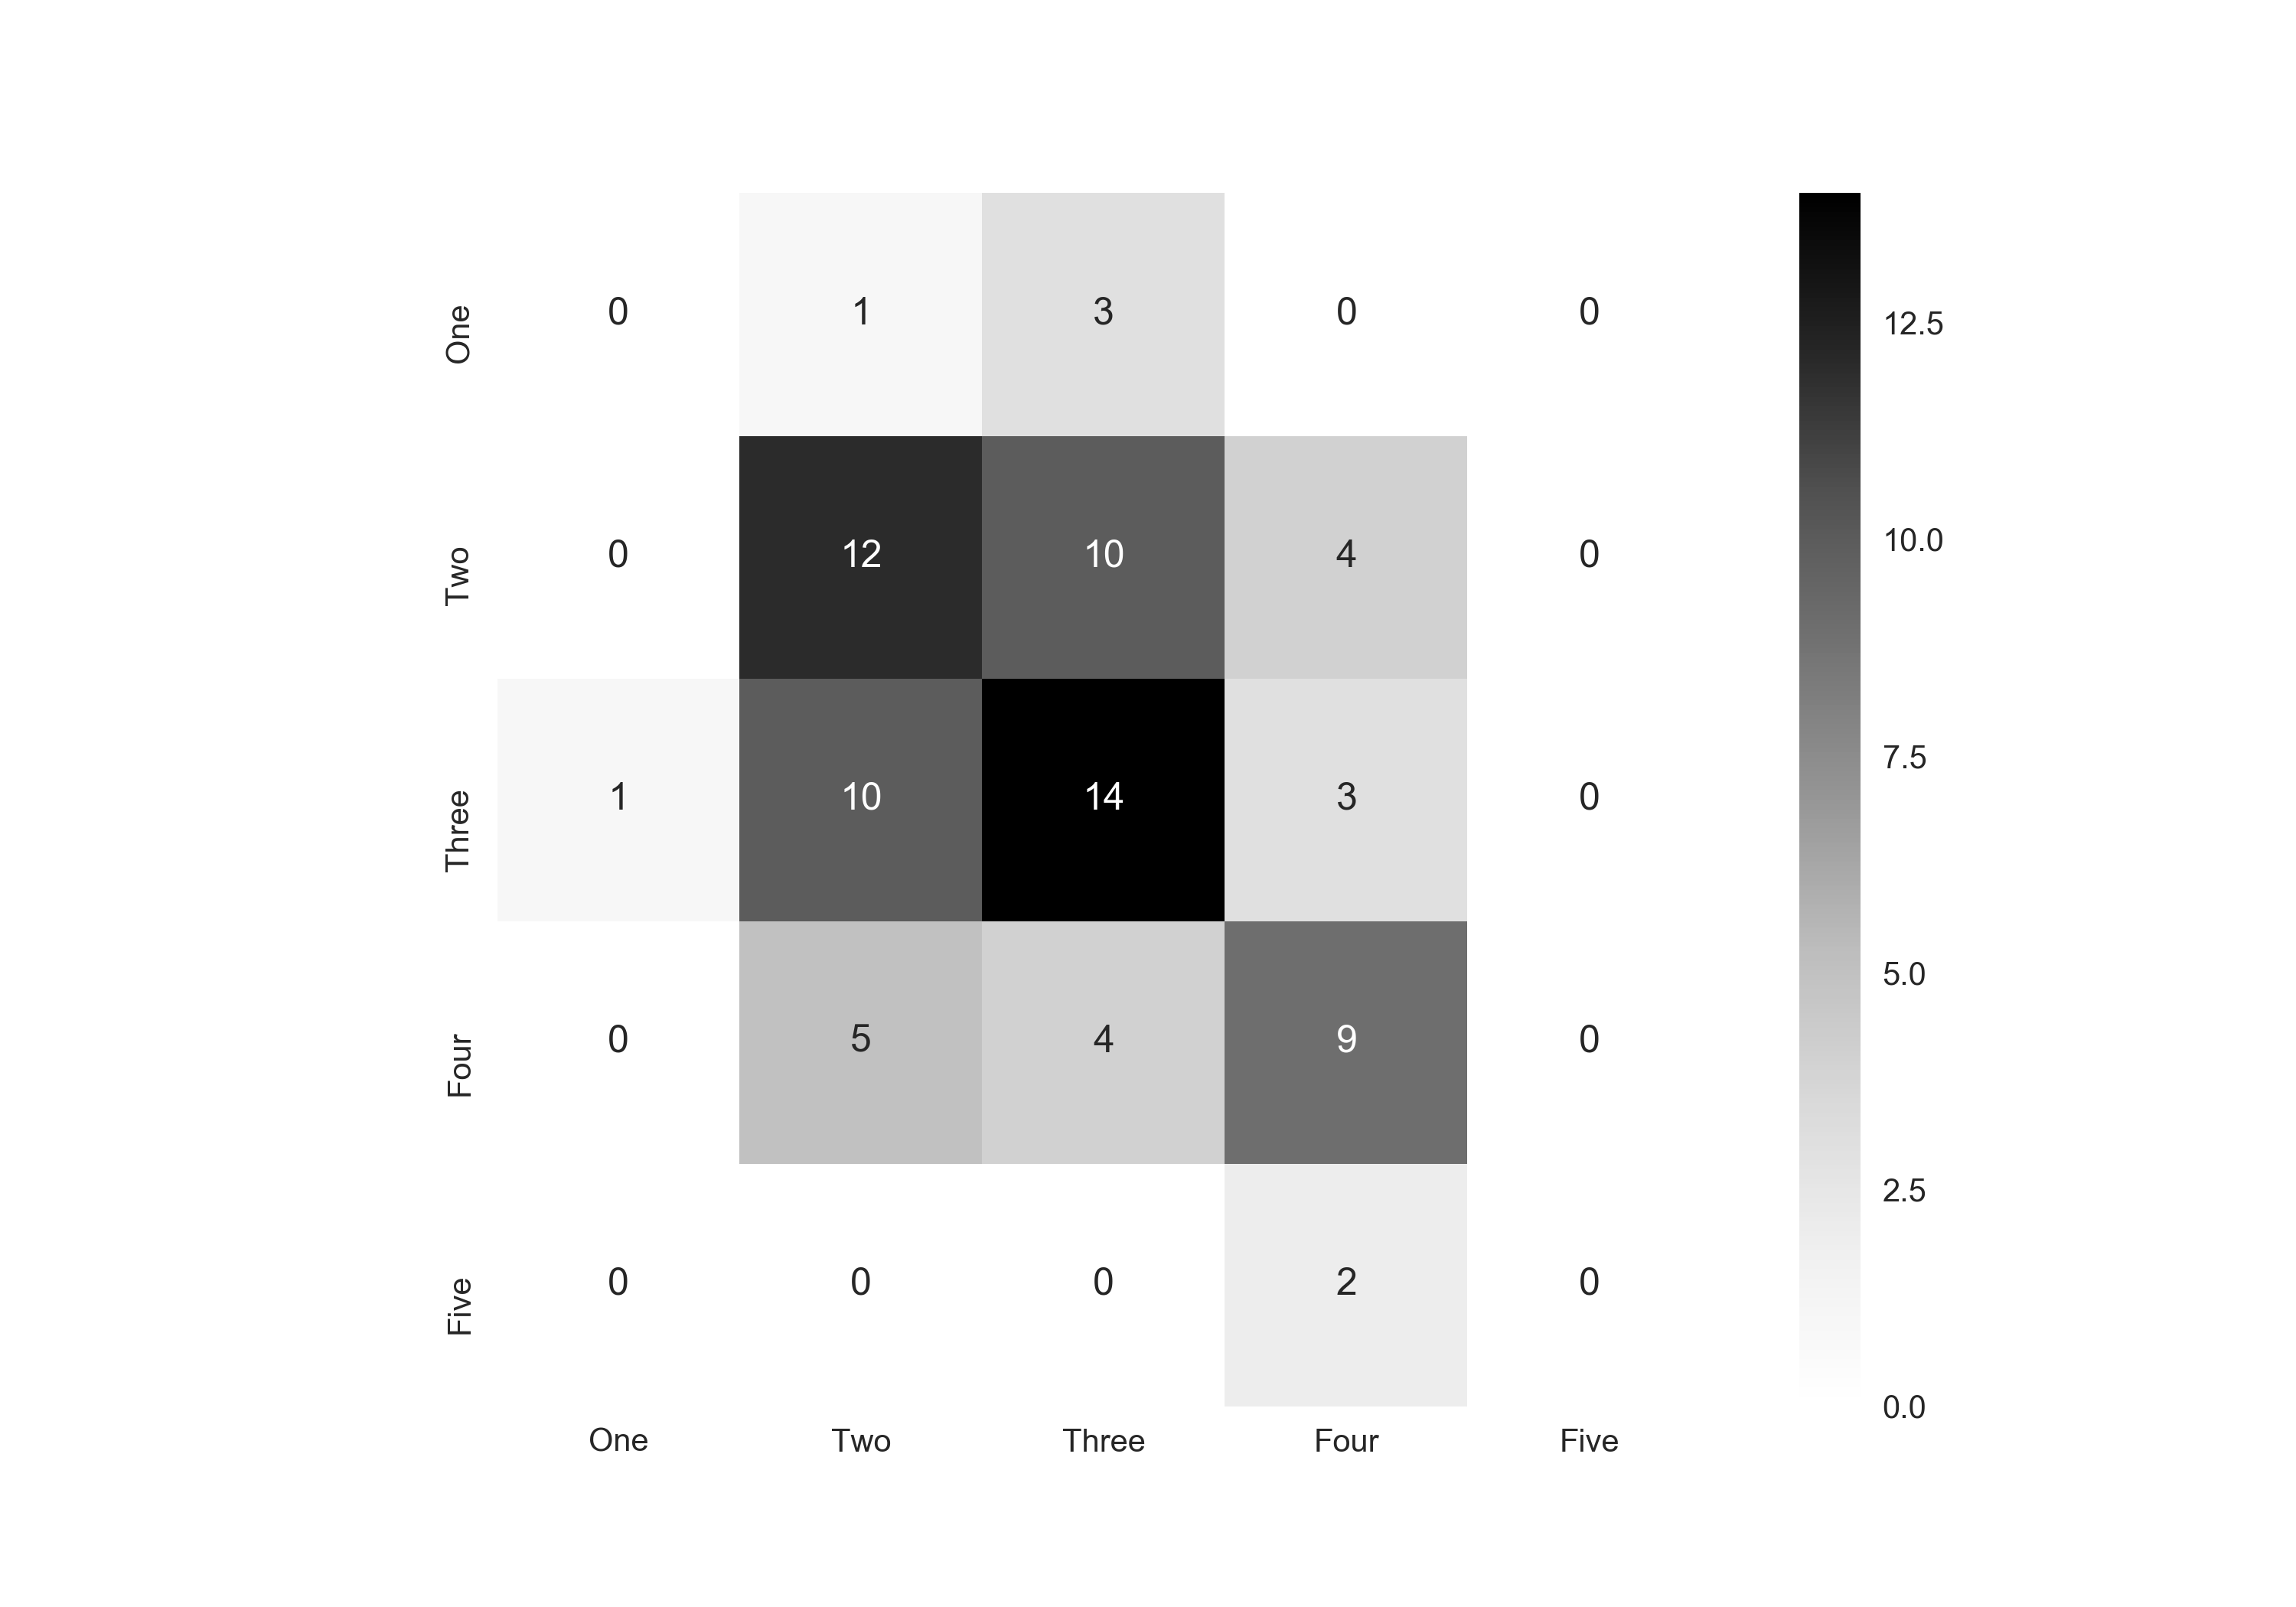 One 0 1 3 0 0
Two 0 12 10 4 0
Three 1 10 14 3 0
Four 0 5 4 9 0
Five 0 0 0 2 0
One Two Three Four Five
12.5
10.0
7.5
5.0
2.5
0.0